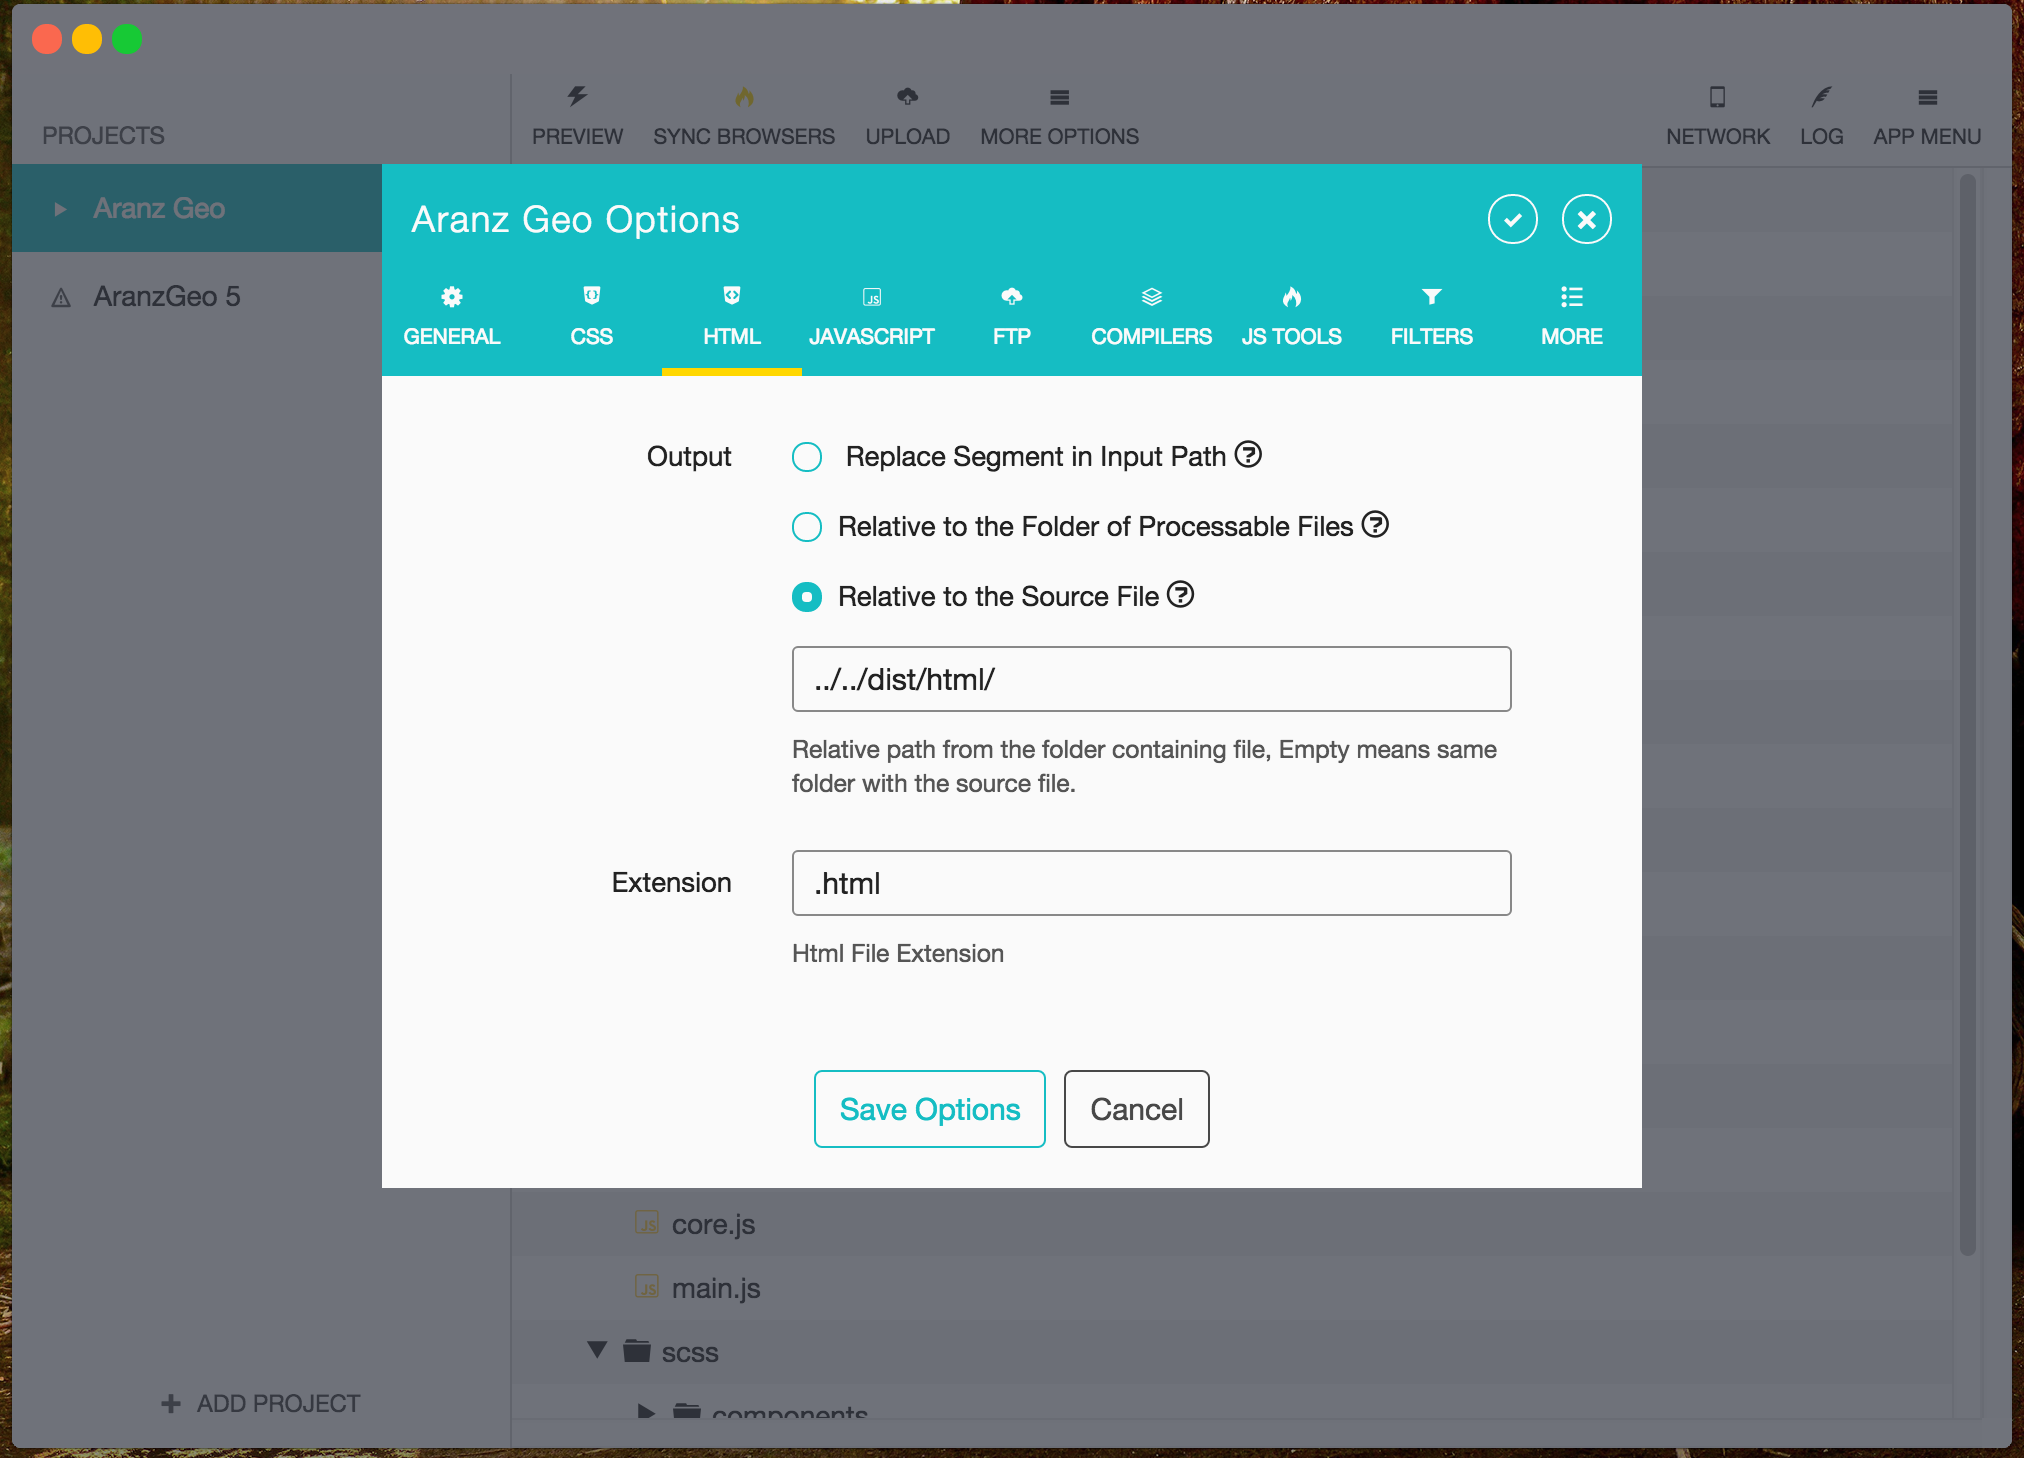 PROJECTS
PREVIEW
SYNC BROWSERS
UPLOAD
MORE OPTIONS
NETWORK
LOG
APP MENU
Aranz Geo
AranzGeo 5
Aranz Geo Options
GENERAL
CSS
HTML
JS
JAVASCRIPT
FTP
COMPILERS
JS TOOLS
FILTERS
MORE
Output
Replace Segment in Input Path ?
Relative to the Folder of Processable Files ?
Relative to the Source File ?
../../dist/html/
Relative path from the folder containing file, Empty means same
folder with the source file.
Extension
.html
Html File Extension
Save Options
Cancel
JS core.js
JS main.js
scss
components
+ ADD PROJECT